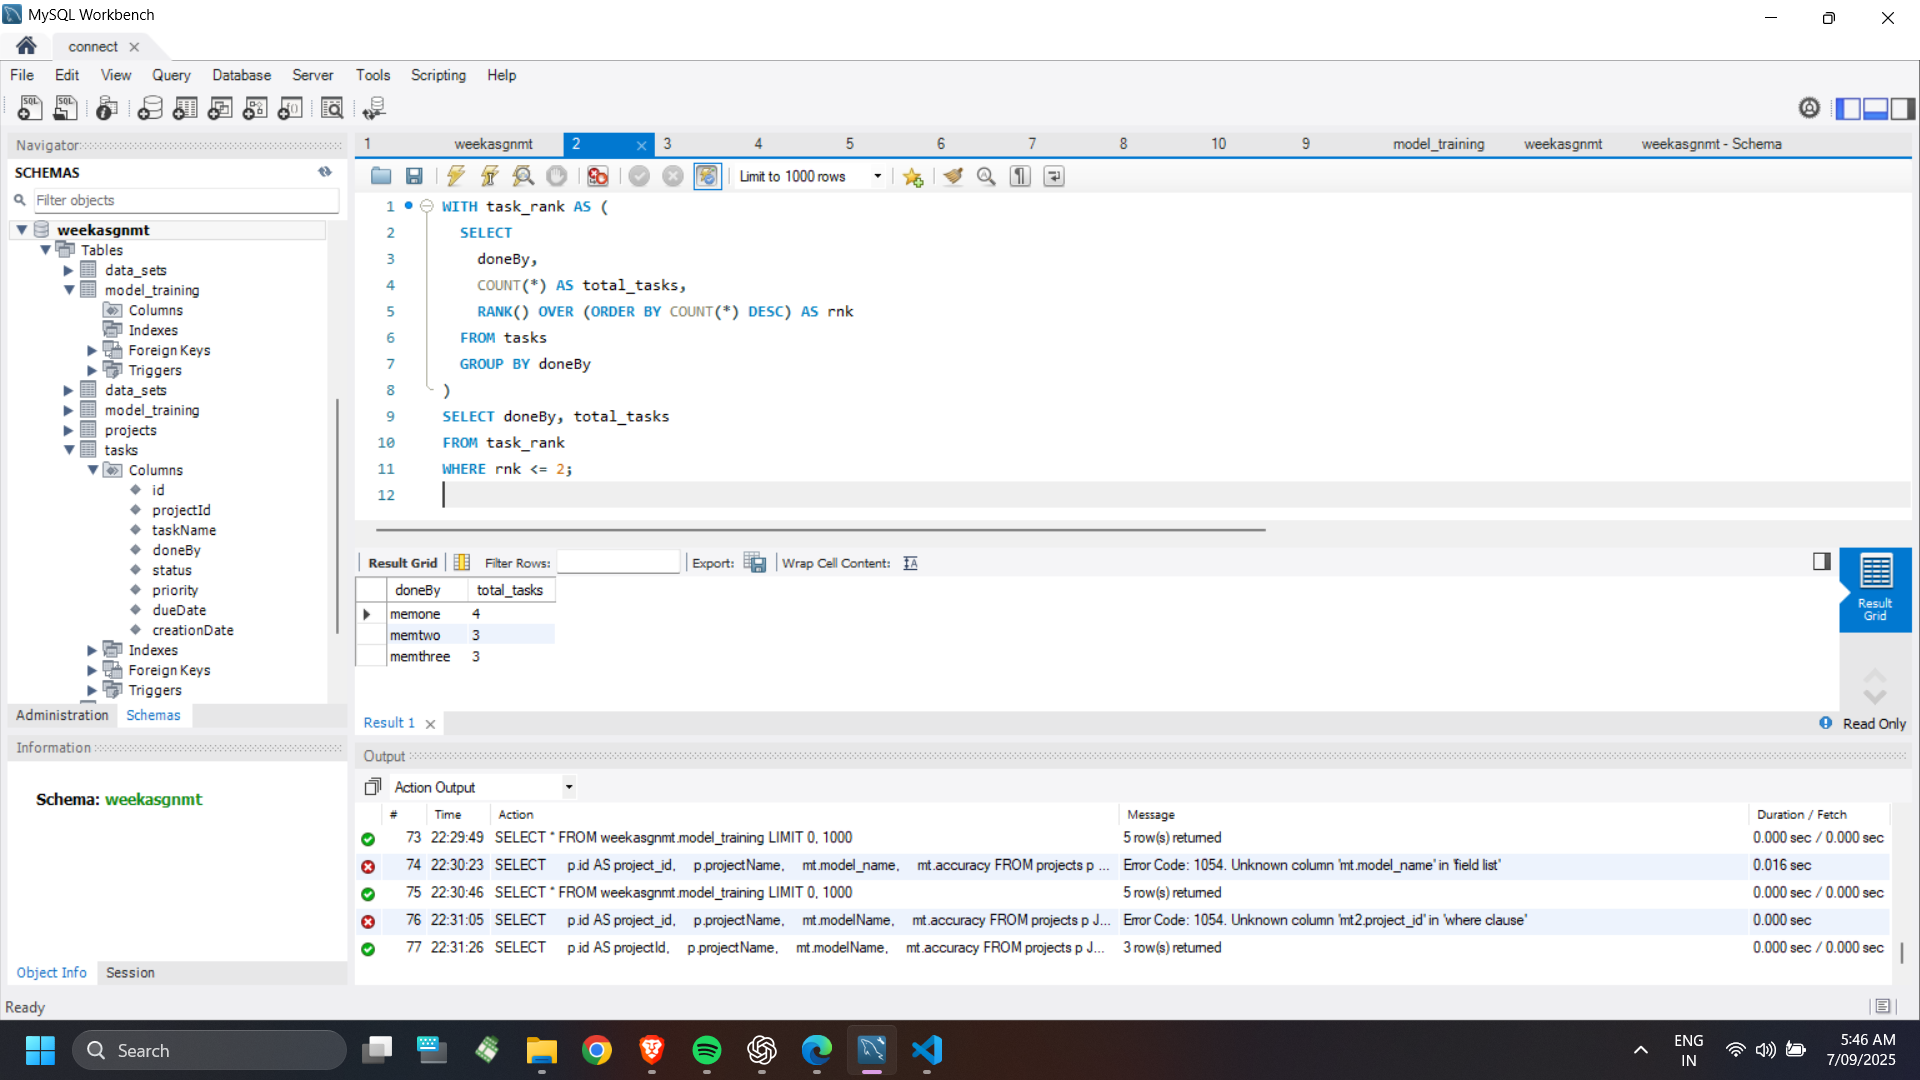 MySQL Workbench
connect
File Edit View Query Database Server Tools Scripting Help
Navigator
SCHEMAS
Filter objects
weekasgnmt
Tables
data_sets
model_training
Columns
Indexes
Foreign Keys
Triggers
data_sets
model_training
projects
tasks
Columns
id
projectId
taskName
doneBy
status
priority
dueDate
creationDate
Indexes
Foreign Keys
Triggers
Administration Schemas
Information
Schema: weekasgnmt
Object Info Session
Ready
1 weekasgnmt 2 3 4 5 6 7 8 10 9 model_training weekasgnmt weekasgnmt - Schema
Limit to 1000 rows
1 WITH task_rank AS (
2 SELECT
3 doneBy,
4 COUNT(*) AS total_tasks,
5 RANK() OVER (ORDER BY COUNT(*) DESC) AS rnk
6 FROM tasks
7 GROUP BY doneBy
8 )
9 SELECT doneBy, total_tasks
10 FROM task_rank
11 WHERE rnk <= 2;
12
Result Grid Filter Rows: Export: Wrap Cell Content:
doneBy total_tasks
memone 4
memtwo 3
memthree 3
Result
Grid
Result 1
Read Only
Output
Action Output
# Time Action Message Duration / Fetch
73 22:29:49 SELECT * FROM weekasgnmt.model_training LIMIT 0, 1000 5 row(s) returned 0.000 sec / 0.000 sec
74 22:30:23 SELECT p.id AS project_id, p.projectName, mt.model_name, mt.accuracy FROM projects p ... Error Code: 1054. Unknown column 'mt.model_name' in 'field list' 0.016 sec
75 22:30:46 SELECT * FROM weekasgnmt.model_training LIMIT 0, 1000 5 row(s) returned 0.000 sec / 0.000 sec
76 22:31:05 SELECT p.id AS project_id, p.projectName, mt.modelName, mt.accuracy FROM projects p J... Error Code: 1054. Unknown column 'mt2.project_id' in 'where clause' 0.000 sec
77 22:31:26 SELECT p.id AS projectId, p.projectName, mt.modelName, mt.accuracy FROM projects p J... 3 row(s) returned 0.000 sec / 0.000 sec
Search
ENG
IN
5:46 AM
7/09/2025